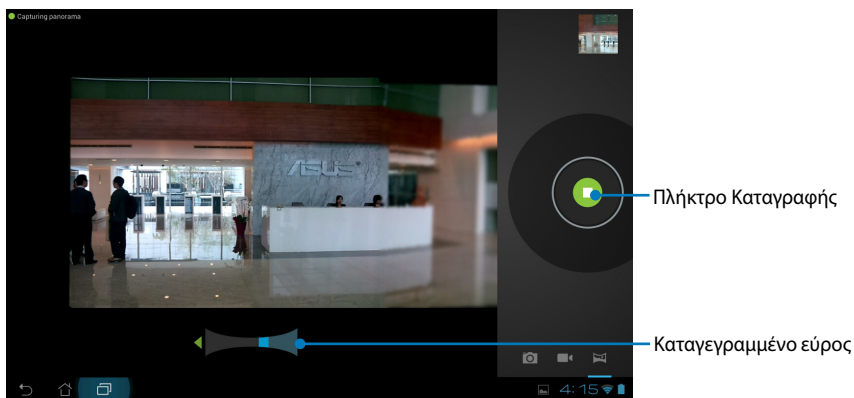 Capturing panorama
ASUS
Πλήκτρο Καταγραφής
Καταγεγραμμένο εύρος
4:15